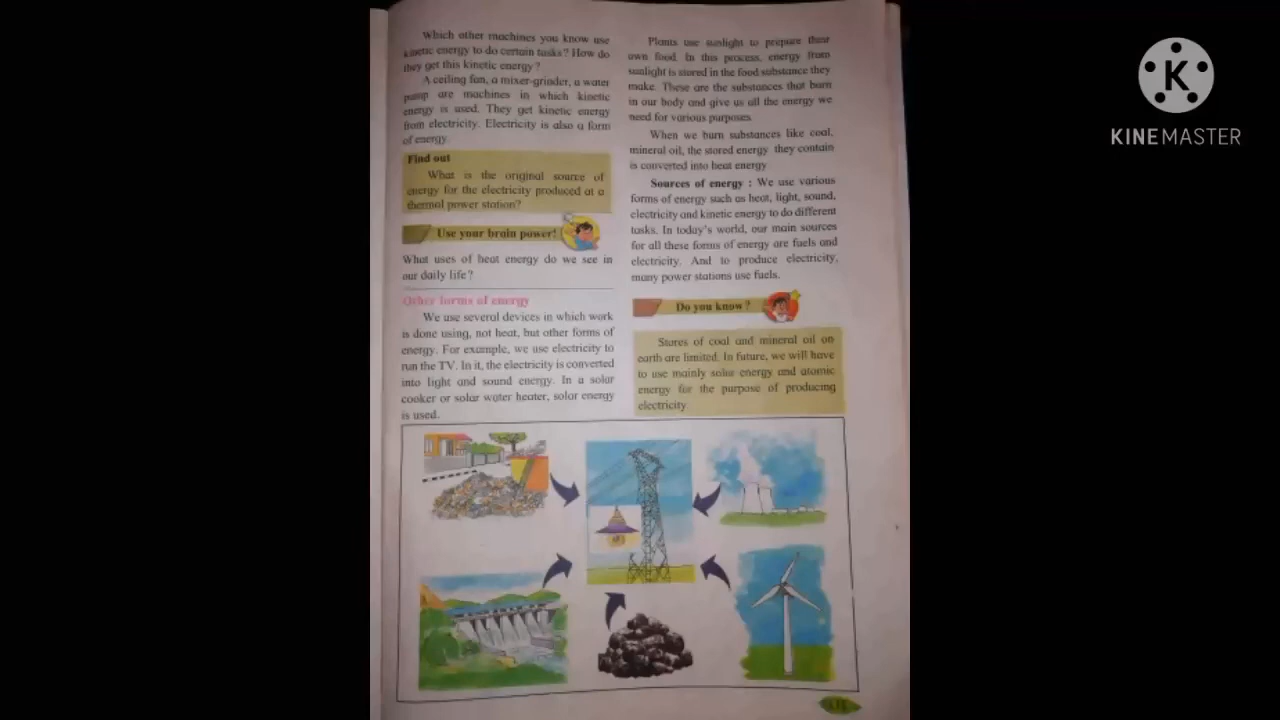 Which other machines you know use
kinetic energy to do certain tasks? How do
they get this kinetic energy?
A ceiling fan, a mixer-grinder, a water
pump are machines in which kinetic
energy is used. They get kinetic energy
from electricity. Electricity is also a form
of energy.
Find out
What is the original source of
energy for the electricity produced at a
thermal power station?
Use your brain power!
What uses of heat energy do we see in
our daily life?
Other forms of energy
We use several devices in which work
is done using, not heat, but other forms of
energy. For example, we use electricity to
run the TV. In it, the electricity is converted
into light and sound energy. In a solar
cooker or solar water heater, solar energy
is used.
Plants use sunlight to prepare their
own food. In this process, energy from
sunlight is stored in the food substance they
make. These are the substances that burn
in our body and give us all the energy we
need for various purposes.
When we burn substances like coal,
mineral oil, the stored energy they contain
is converted into heat energy
Sources of energy : We use various
forms of energy such as heat, light, sound,
electricity and kinetic energy to do different
tasks. In today's world, our main sources
for all these forms of energy are fuels and
electricity. And to produce electricity,
many power stations use fuels.
Do you know?
Stores of coal and mineral oil on
earth are limited. In future, we will have
to use mainly solar energy and atomic
energy for the purpose of producing
electricity.
K
KINEMASTER